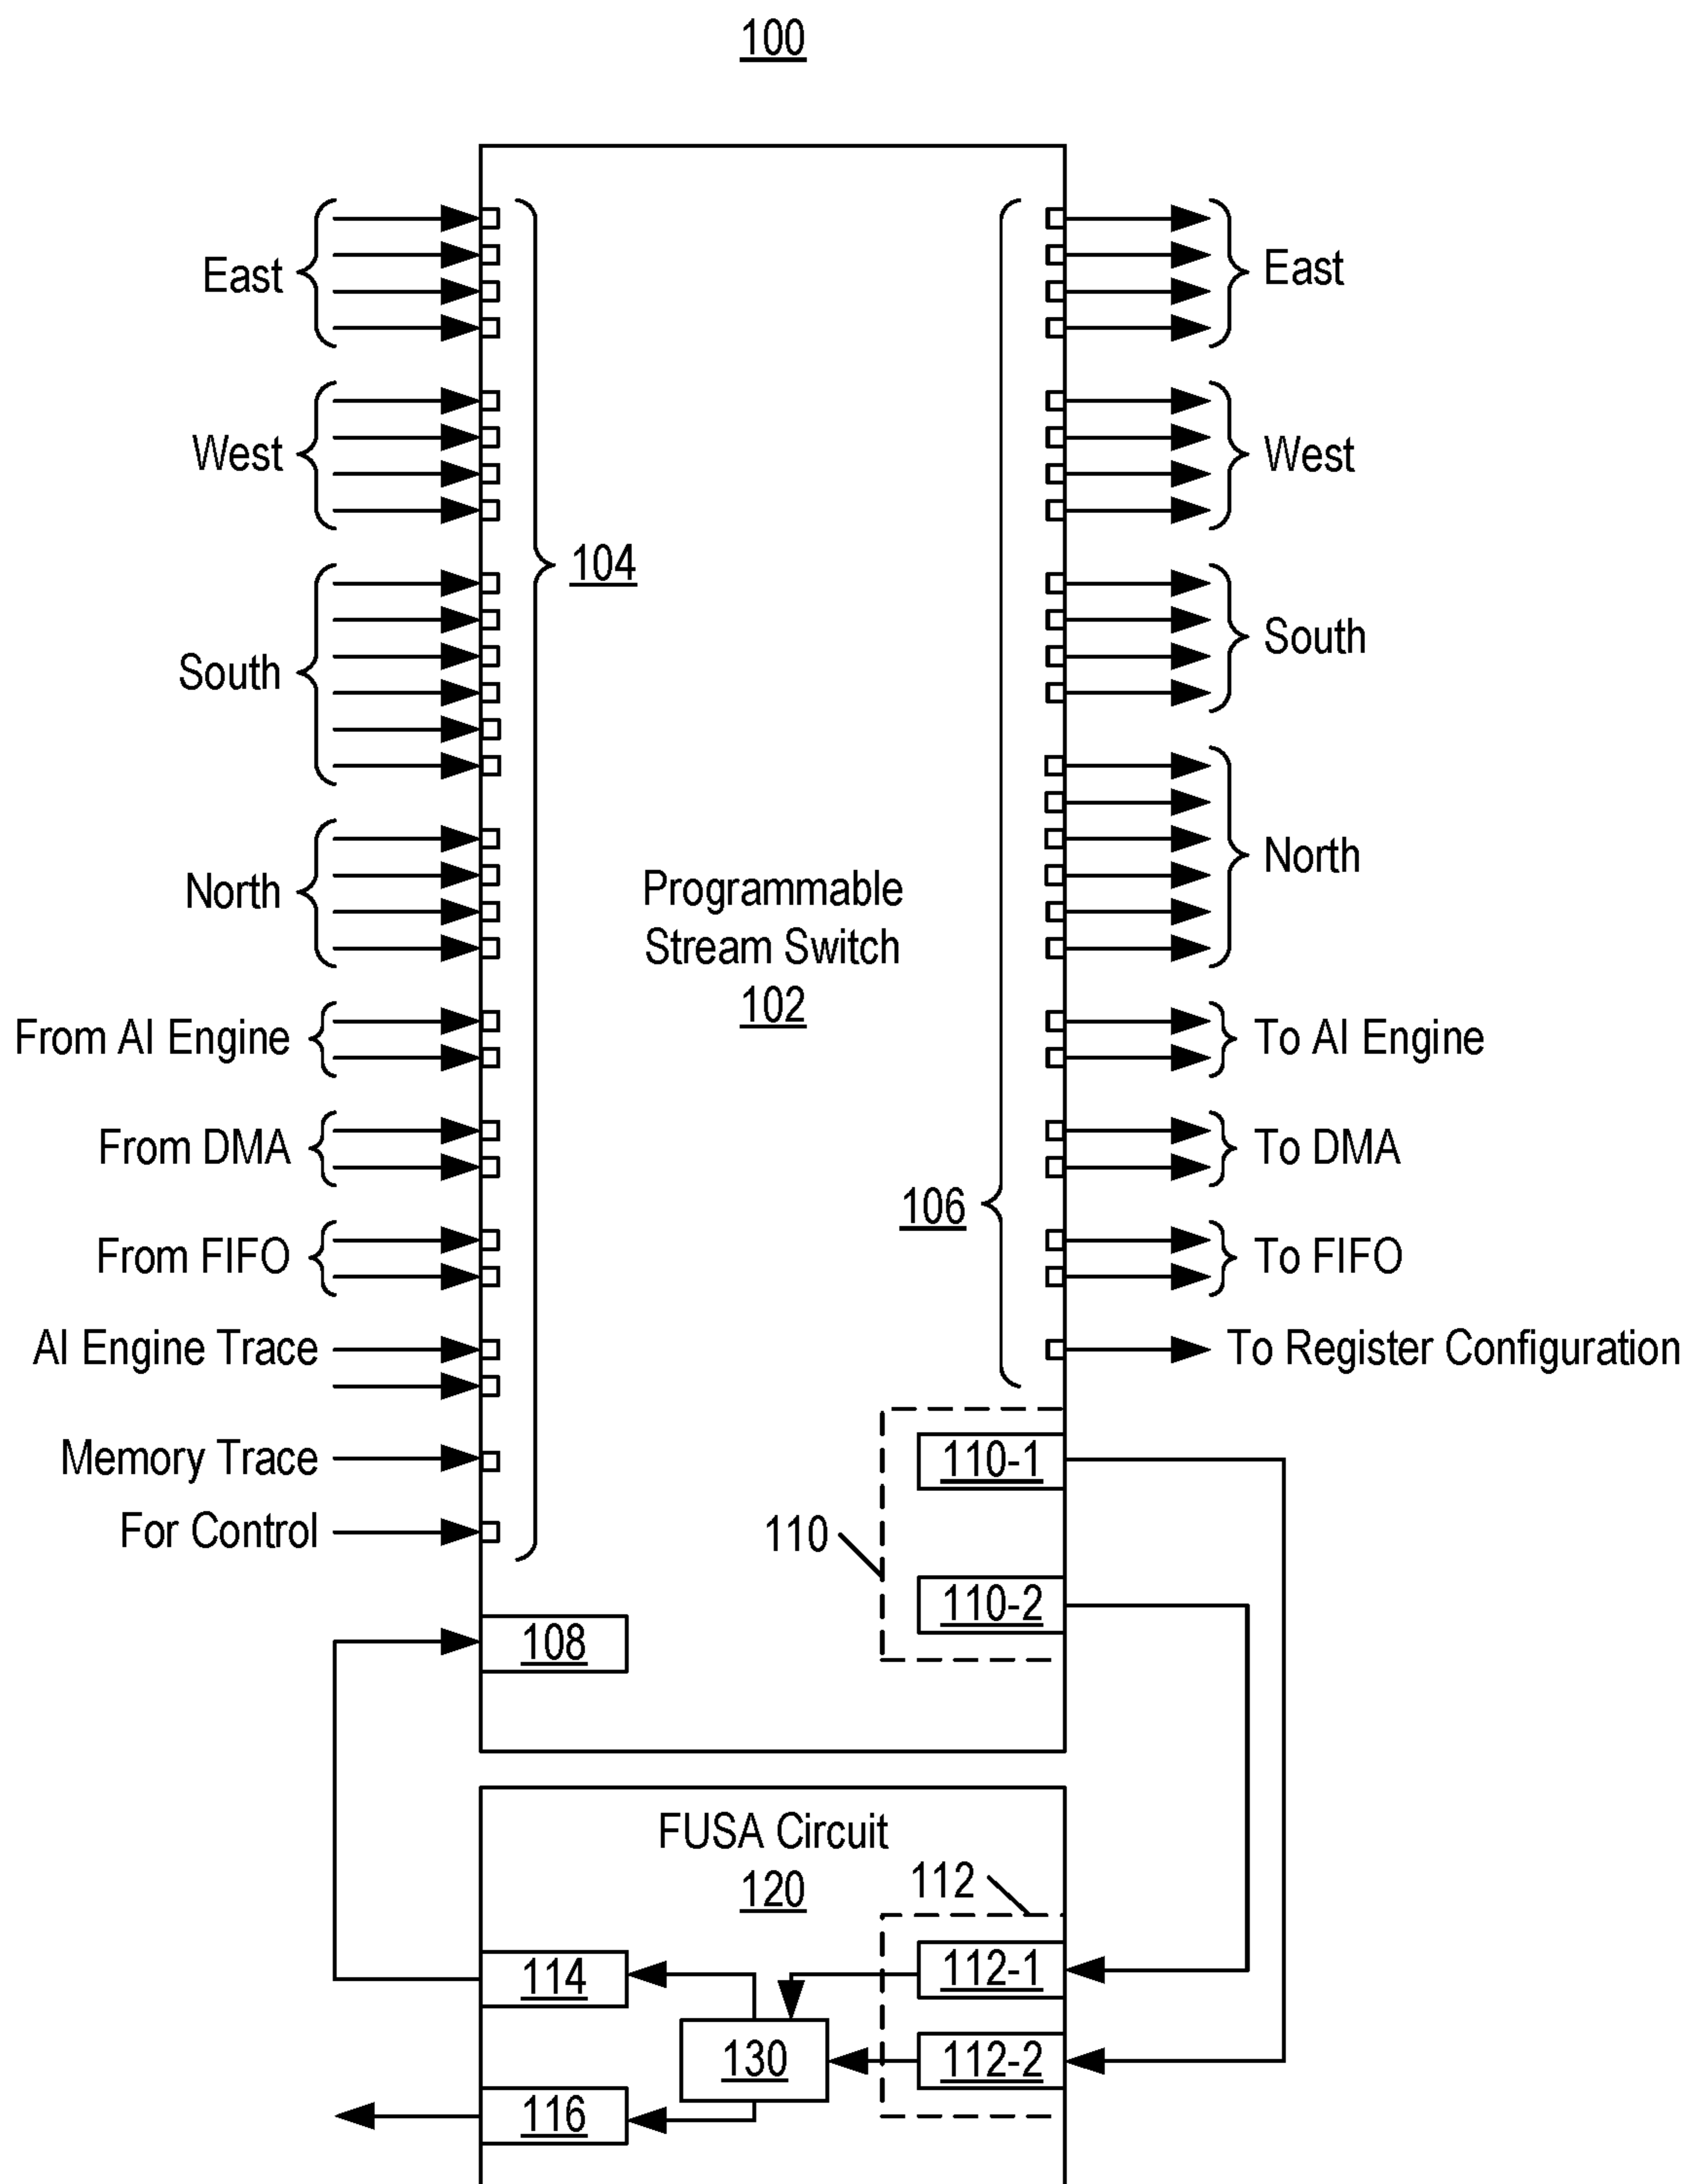 100
East
West
South
North
From AI Engine
From DMA
From FIFO
AI Engine Trace
Memory Trace
For Control
104
Programmable
Stream Switch
102
106
East
West
South
North
To AI Engine
To DMA
To FIFO
To Register Configuration
110-1
110
110-2
108
FUSA Circuit
120
112
112-1
114
130
112-2
116